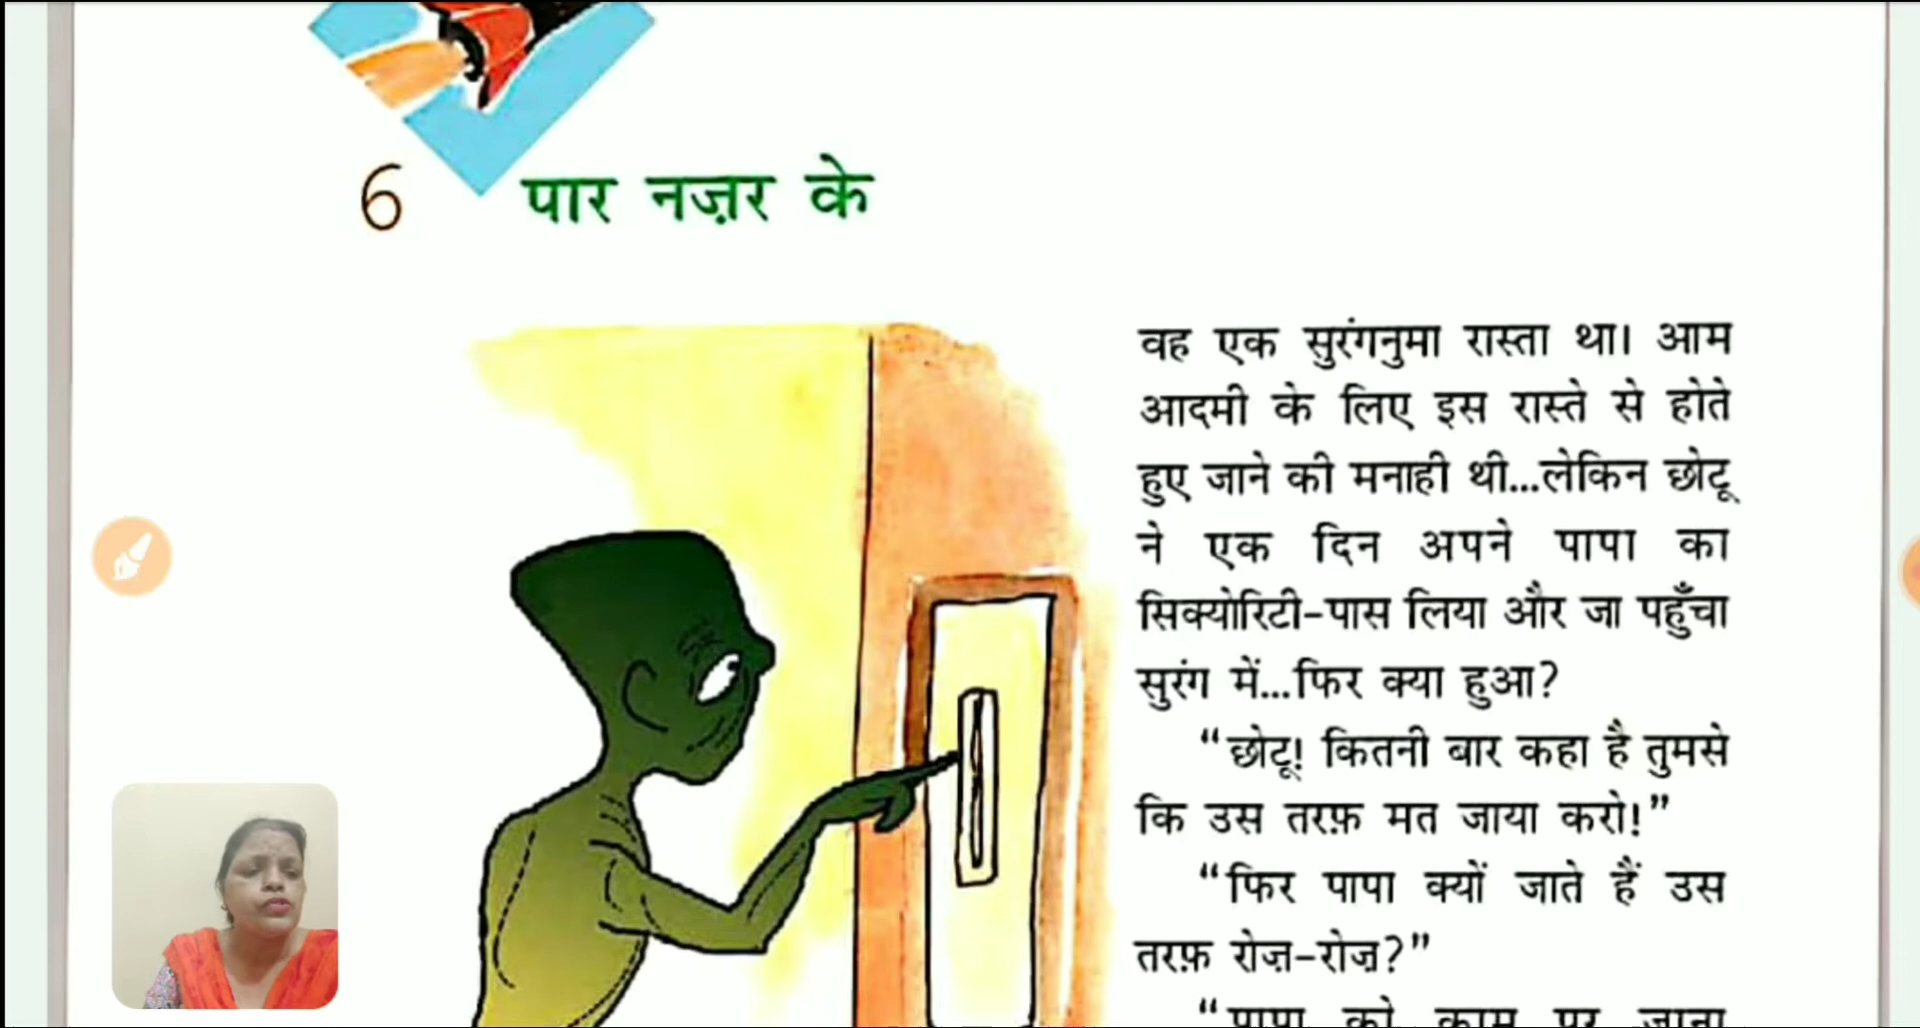 6 पार नज़र के
वह एक सुरंगनुमा रास्ता था। आम
आदमी के लिए इस रास्ते से होते
हुए जाने की मनाही थी...लेकिन छोटू
ने एक दिन अपने पापा का
सिक्योरिटी-पास लिया और जा पहुँचा
सुरंग में...फिर क्या हुआ?
“छोटू! कितनी बार कहा है तुमसे
कि उस तरफ़ मत जाया करो!”
“फिर पापा क्यों जाते हैं उस
तरफ़ रोज़-रोज़?”
“पापा को काम पर जाना